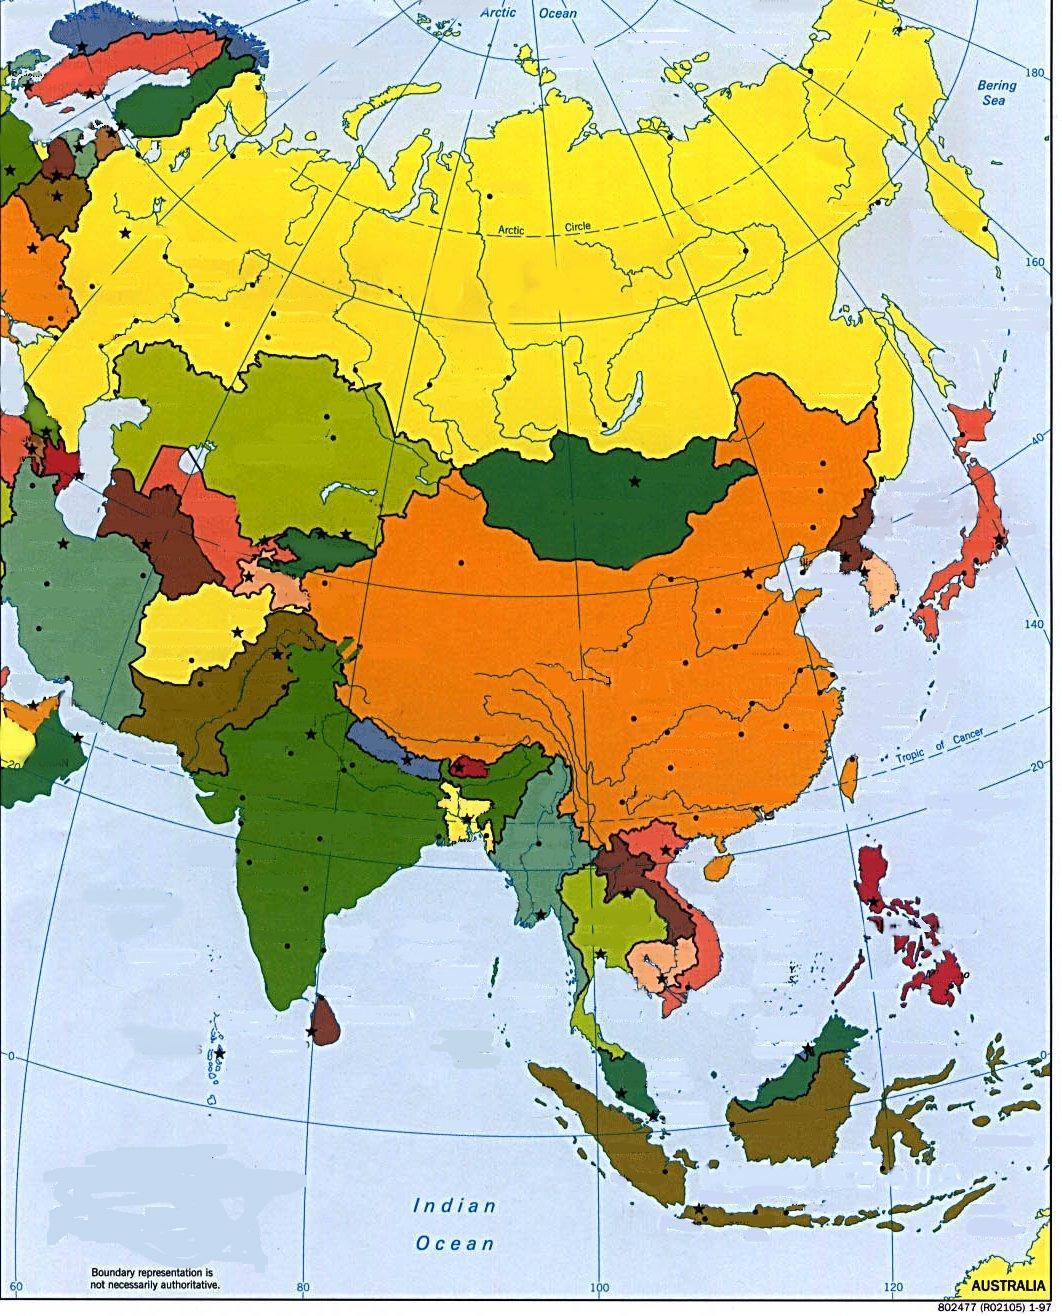 Arctic Ocean
180
Bering
Sea
Arctic Circle
160
40
140
Tropic of Cancer
20
20
0
0
Indian
Ocean
Boundary representation is
not necessarily authoritative.
60
80
100
120
AUSTRALIA
802477 (R02105) 1-97